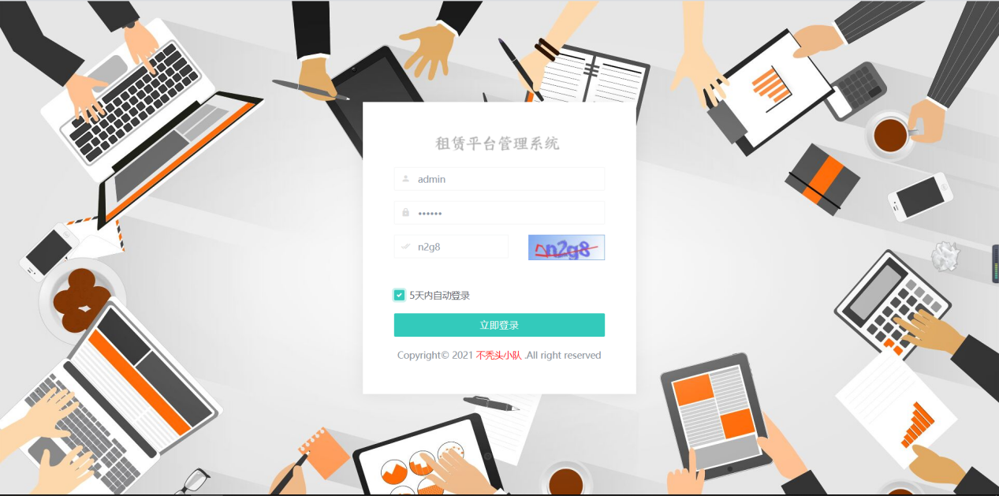 租赁平台管理系统
admin
••••••
n2g8
n2g8
5天内自动登录
立即登录
Copyright© 2021 不秃头小队 .All right reserved